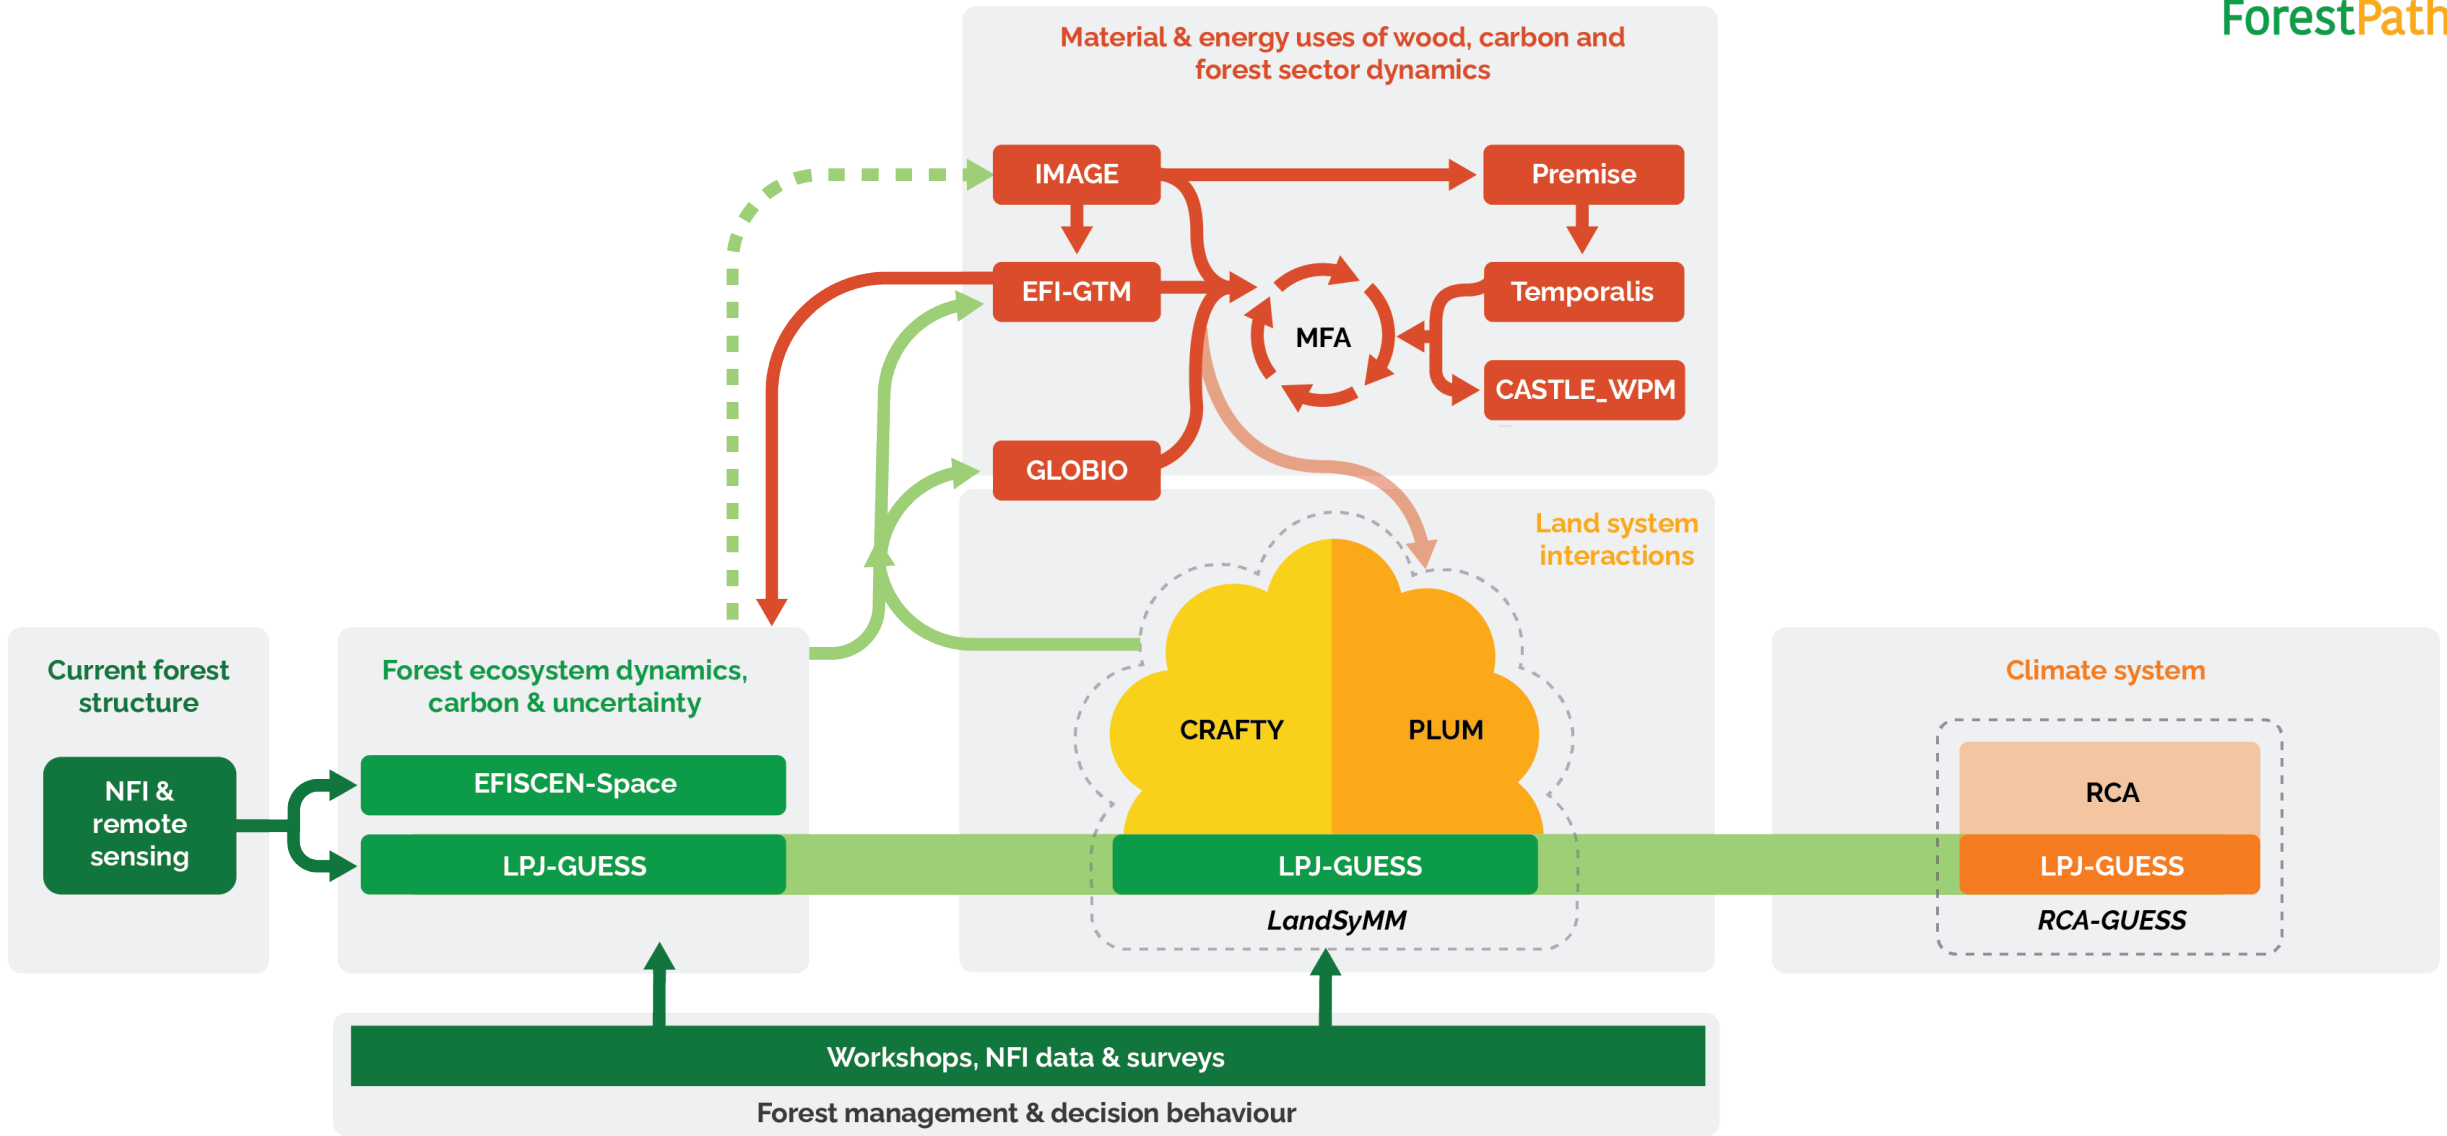 ForestPath
Material & energy uses of wood, carbon and
forest sector dynamics
IMAGE
Premise
EFI-GTM
Temporalis
MFA
CASTLE_WPM
GLOBIO
Land system
interactions
Current forest
structure
Forest ecosystem dynamics,
carbon & uncertainty
Climate system
CRAFTY
PLUM
NFI &
remote
sensing
EFISCEN-Space
RCA
LPJ-GUESS
LPJ-GUESS
LPJ-GUESS
LandSyMM
RCA-GUESS
Workshops, NFI data & surveys
Forest management & decision behaviour